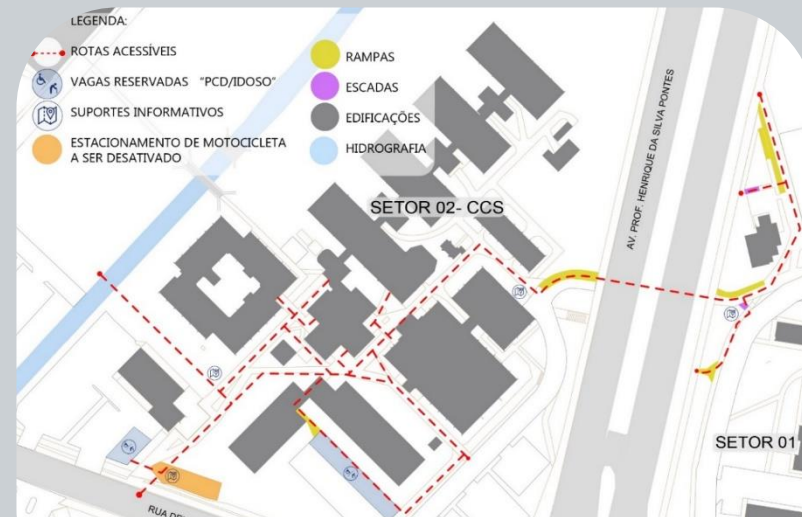 LEGENDA:
ROTAS ACESSÍVEIS
VAGAS RESERVADAS "PCD/IDOSO"
SUPORTES INFORMATIVOS
ESTACIONAMENTO DE MOTOCICLETA
A SER DESATIVADO
RAMPAS
ESCADAS
EDIFICAÇÕES
HIDROGRAFIA
SETOR 02- CCS
AV. PROF. HENRIQUE DA SILVA PONTES
SETOR 01
RUA DE